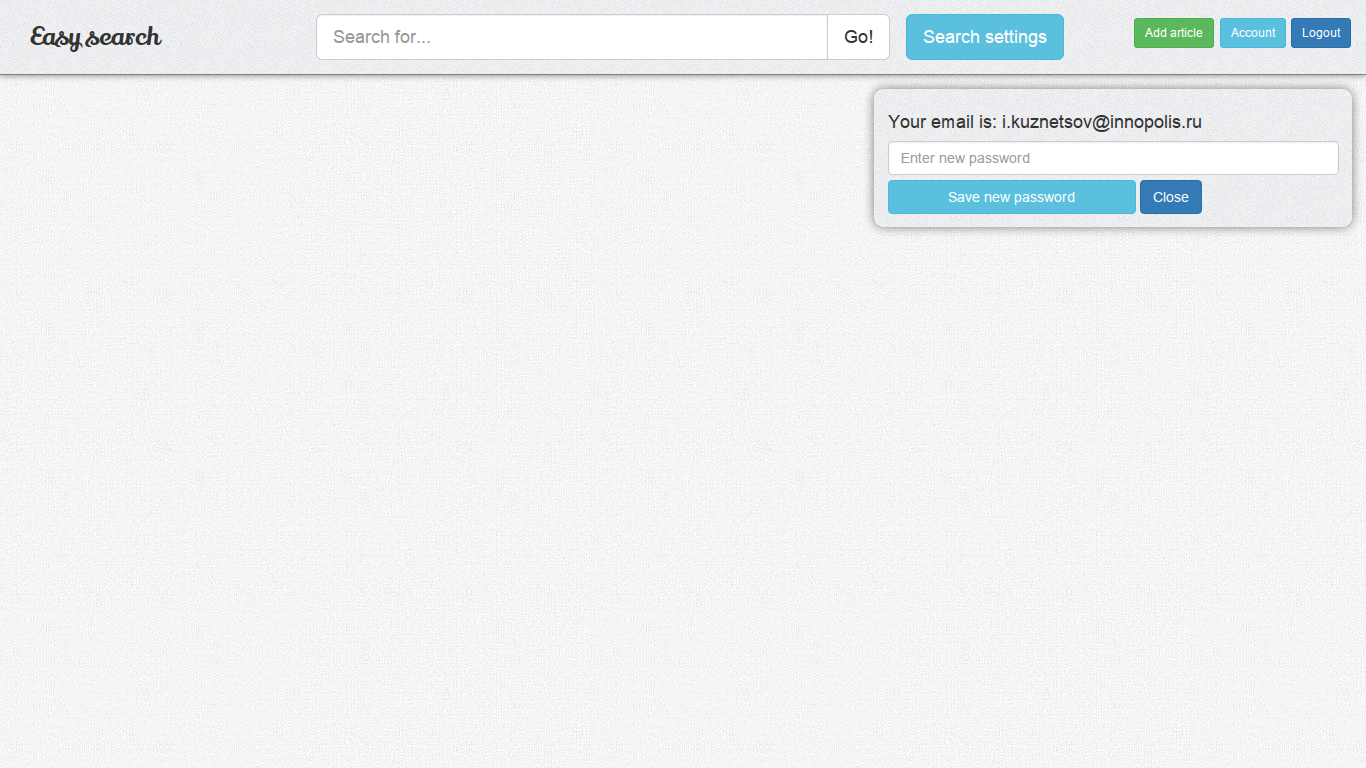 Easy search
Search for...
Go!
Search settings
Add article
Account
Logout
Your email is: i.kuznetsov@innopolis.ru
Enter new password
Save new password
Close